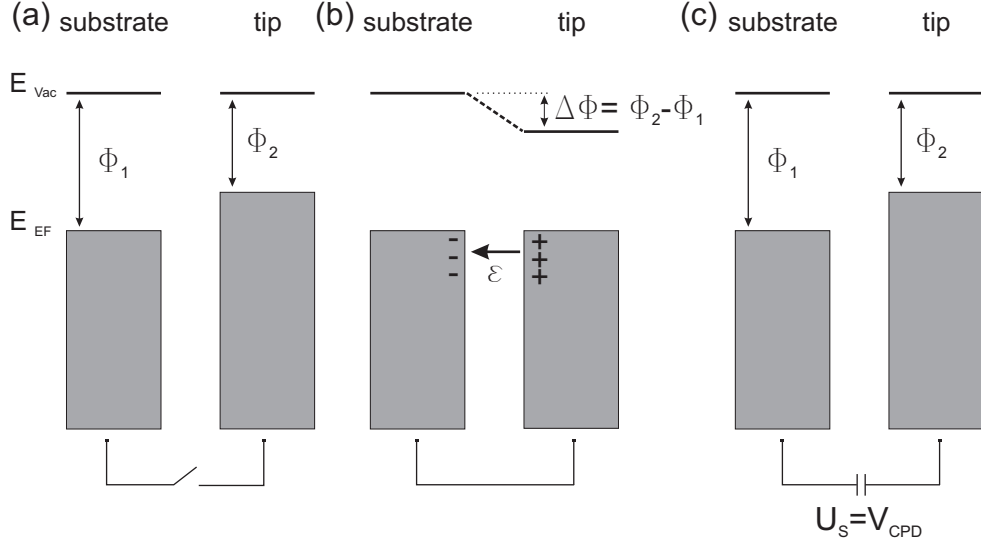 (a) substrate tip
(b) substrate tip
(c) substrate tip
E Vac
Φ1
Φ2
ΔΦ= Φ2-Φ1
Φ1
Φ2
E EF
- - -
+ + +
ε
US=VCPD